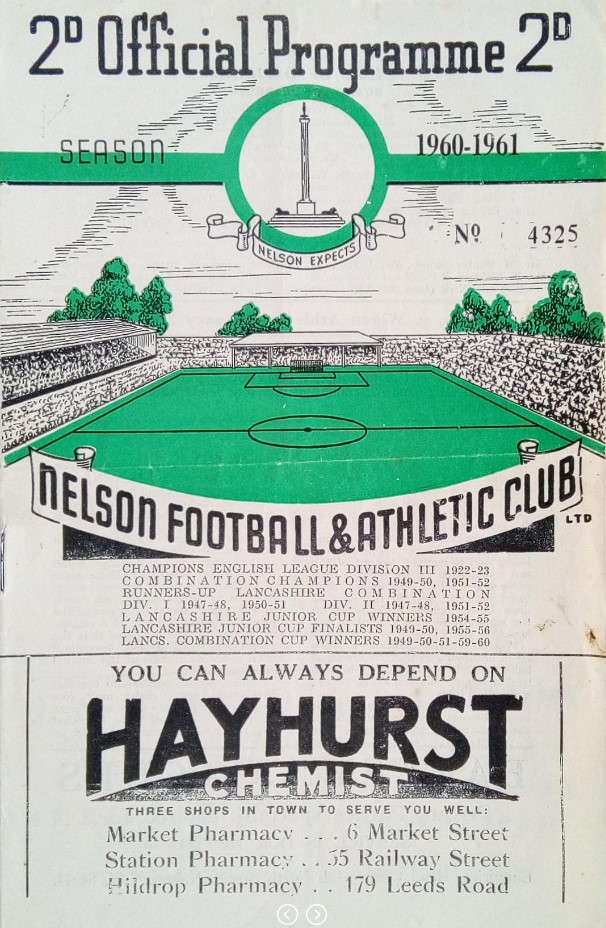 2D Official Programme 2D
SEASON 1960-1961
NELSON EXPECTS
No 4325
NELSON FOOTBALL & ATHLETIC CLUB LTD
CHAMPIONS ENGLISH LEAGUE DIVISION III 1922-23
COMBINATION CHAMPIONS 1949-50, 1951-52
RUNNERS-UP LANCASHIRE COMBINATION
DIV. I 1947-48, 1950-51 DIV. II 1947-48, 1951-52
LANCASHIRE JUNIOR CUP WINNERS 1954-55
LANCASHIRE JUNIOR CUP FINALISTS 1949-50, 1955-56
LANCS. COMBINATION CUP WINNERS 1949-50-51-59-60
YOU CAN ALWAYS DEPEND ON
HAYHURST
CHEMIST
THREE SHOPS IN TOWN TO SERVE YOU WELL:
Market Pharmacy . . . 6 Market Street
Station Pharmacy . . 55 Railway Street
Hildrop Pharmacy . . 179 Leeds Road